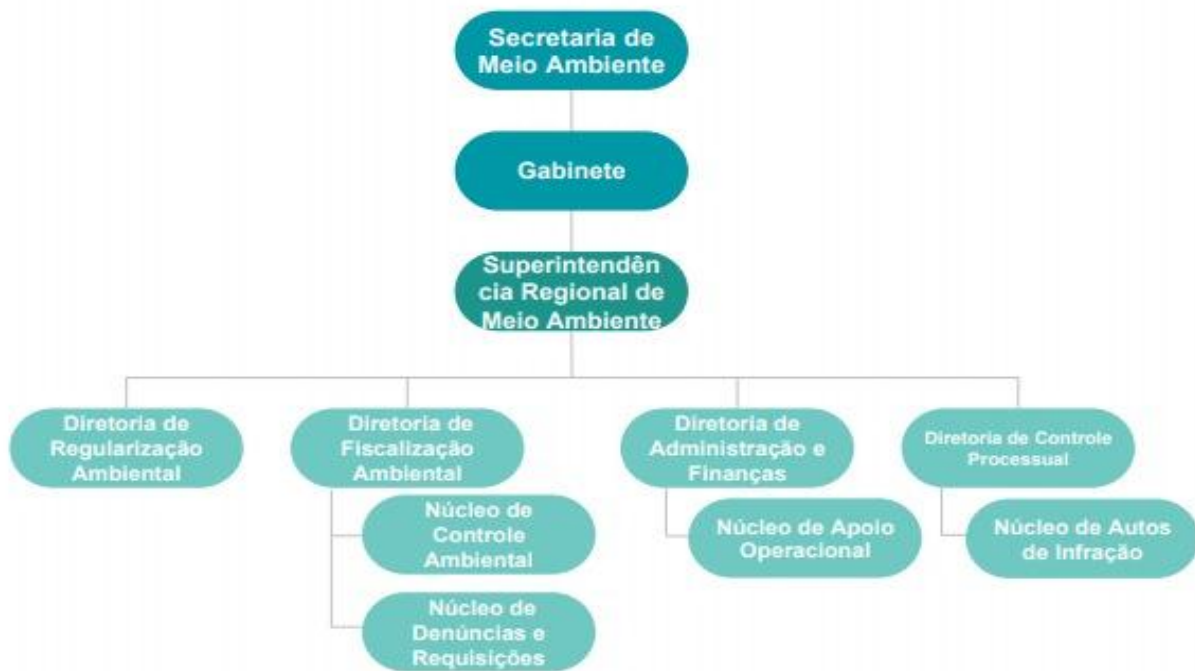 Secretaria de
Meio Ambiente
Gabinete
Superintendên
cia Regional de
Meio Ambiente
Diretoria de
Regularização
Ambiental
Diretoria de
Fiscalização
Ambiental
Núcleo de
Controle
Ambiental
Núcleo de
Denúncias e
Requisições
Diretoria de
Administração e
Finanças
Núcleo de Apoio
Operacional
Diretoria de Controle
Processual
Núcleo de Autos
de Infração